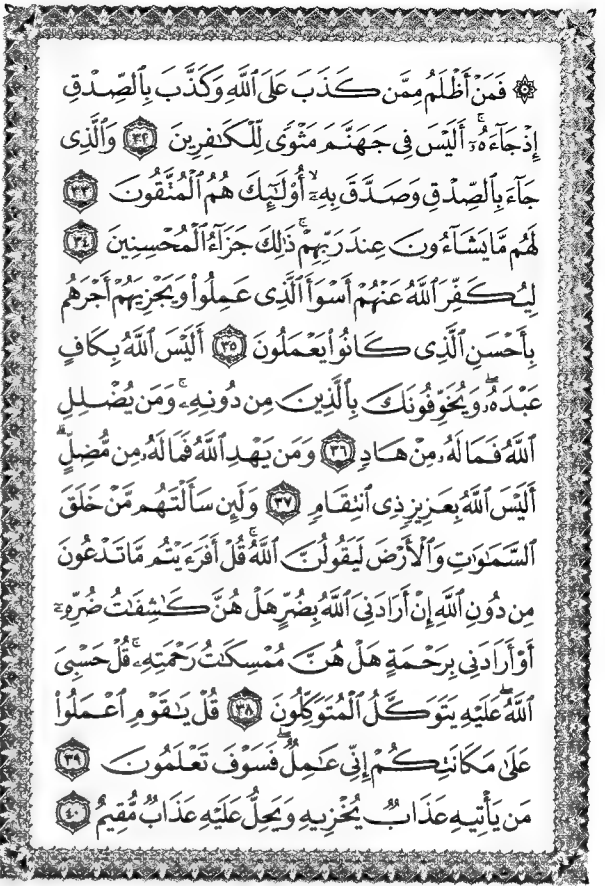 ۞ فَمَنْ أَظْلَمُ مِمَّن كَذَبَ عَلَى ٱللَّهِ وَكَذَّبَ بِٱلصِّدْقِ
إِذْ جَآءَهُۥٓ ۚ أَلَيْسَ فِى جَهَنَّمَ مَثْوًى لِّلْكَٰفِرِينَ ٣٢ وَٱلَّذِى
جَآءَ بِٱلصِّدْقِ وَصَدَّقَ بِهِۦٓ ۙ أُو۟لَٰٓئِكَ هُمُ ٱلْمُتَّقُونَ ٣٣
لَهُم مَّا يَشَآءُونَ عِندَ رَبِّهِمْ ۚ ذَٰلِكَ جَزَآءُ ٱلْمُحْسِنِينَ ٣٤
لِيُكَفِّرَ ٱللَّهُ عَنْهُمْ أَسْوَأَ ٱلَّذِى عَمِلُوا۟ وَيَجْزِيَهُمْ أَجْرَهُم
بِأَحْسَنِ ٱلَّذِى كَانُوا۟ يَعْمَلُونَ ٣٥ أَلَيْسَ ٱللَّهُ بِكَافٍ
عَبْدَهُۥ ۖ وَيُخَوِّفُونَكَ بِٱلَّذِينَ مِن دُونِهِۦ ۚ وَمَن يُضْلِلِ
ٱللَّهُ فَمَا لَهُۥ مِنْ هَادٍ ٣٦ وَمَن يَهْدِ ٱللَّهُ فَمَا لَهُۥ مِن مُّضِلٍّ ۗ
أَلَيْسَ ٱللَّهُ بِعَزِيزٍ ذِى ٱنتِقَامٍ ٣٧ وَلَئِن سَأَلْتَهُم مَّنْ خَلَقَ
ٱلسَّمَٰوَٰتِ وَٱلْأَرْضَ لَيَقُولُنَّ ٱللَّهُ ۚ قُلْ أَفَرَءَيْتُم مَّا تَدْعُونَ
مِن دُونِ ٱللَّهِ إِنْ أَرَادَنِىَ ٱللَّهُ بِضُرٍّ هَلْ هُنَّ كَٰشِفَٰتُ ضُرِّهِۦٓ
أَوْ أَرَادَنِى بِرَحْمَةٍ هَلْ هُنَّ مُمْسِكَٰتُ رَحْمَتِهِۦ ۚ قُلْ حَسْبِىَ
ٱللَّهُ ۖ عَلَيْهِ يَتَوَكَّلُ ٱلْمُتَوَكِّلُونَ ٣٨ قُلْ يَٰقَوْمِ ٱعْمَلُوا۟
عَلَىٰ مَكَانَتِكُمْ إِنِّى عَٰمِلٌ ۖ فَسَوْفَ تَعْلَمُونَ ٣٩
مَن يَأْتِيهِ عَذَابٌ يُخْزِيهِ وَيَحِلُّ عَلَيْهِ عَذَابٌ مُّقِيمٌ ٤٠